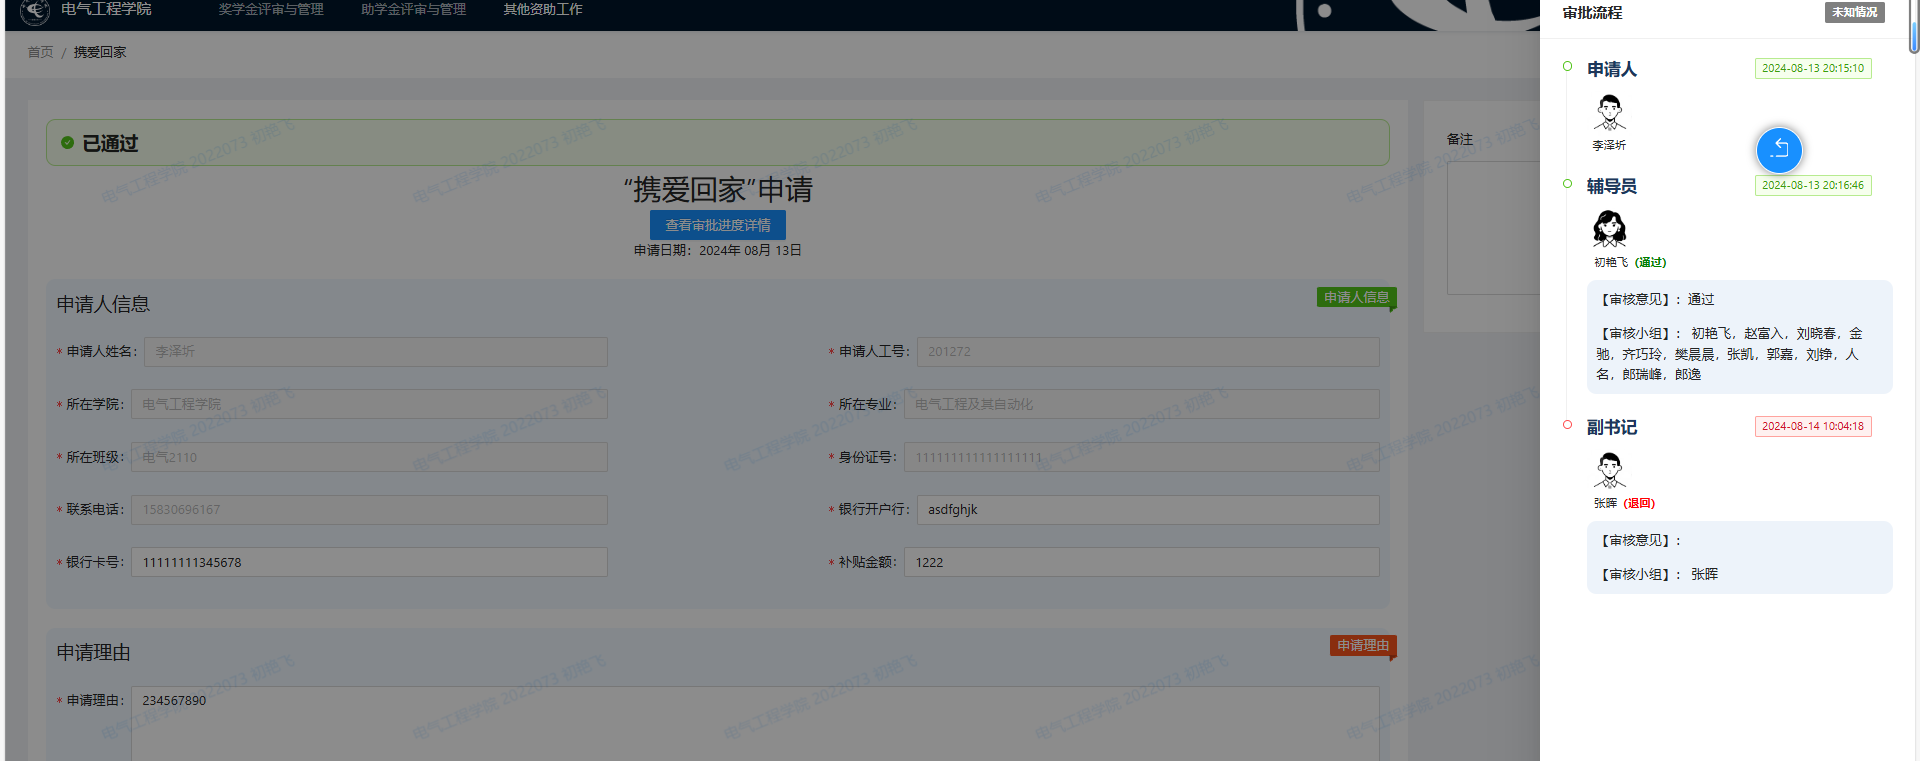 电气工程学院 奖学金评审与管理 助学金评审与管理 其他资助工作
首页 / 携爱回家
已通过
“携爱回家”申请
查看审批进度详情
申请日期：2024年 08月 13日
申请人信息
申请人信息
* 申请人姓名： 李泽圻
* 申请人工号： 201272
* 所在学院： 电气工程学院
* 所在专业： 电气工程及其自动化
* 所在班级： 电气2110
* 身份证号： 111111111111111111
* 联系电话： 15830696167
* 银行开户行： asdfghjk
* 银行卡号： 11111111345678
* 补贴金额： 1222
申请理由
申请理由
* 申请理由： 234567890
备注
电气工程学院 2022073 初艳飞
审批流程 未知情况
申请人 2024-08-13 20:15:10
李泽圻
辅导员 2024-08-13 20:16:46
初艳飞（通过）
【审核意见】：通过
【审核小组】： 初艳飞，赵富入，刘晓春，金
驰，齐巧玲，樊晨晨，张凯，郭嘉，刘铮，人
名，郎瑞峰，郎逸
副书记 2024-08-14 10:04:18
张晖（退回）
【审核意见】：
【审核小组】： 张晖